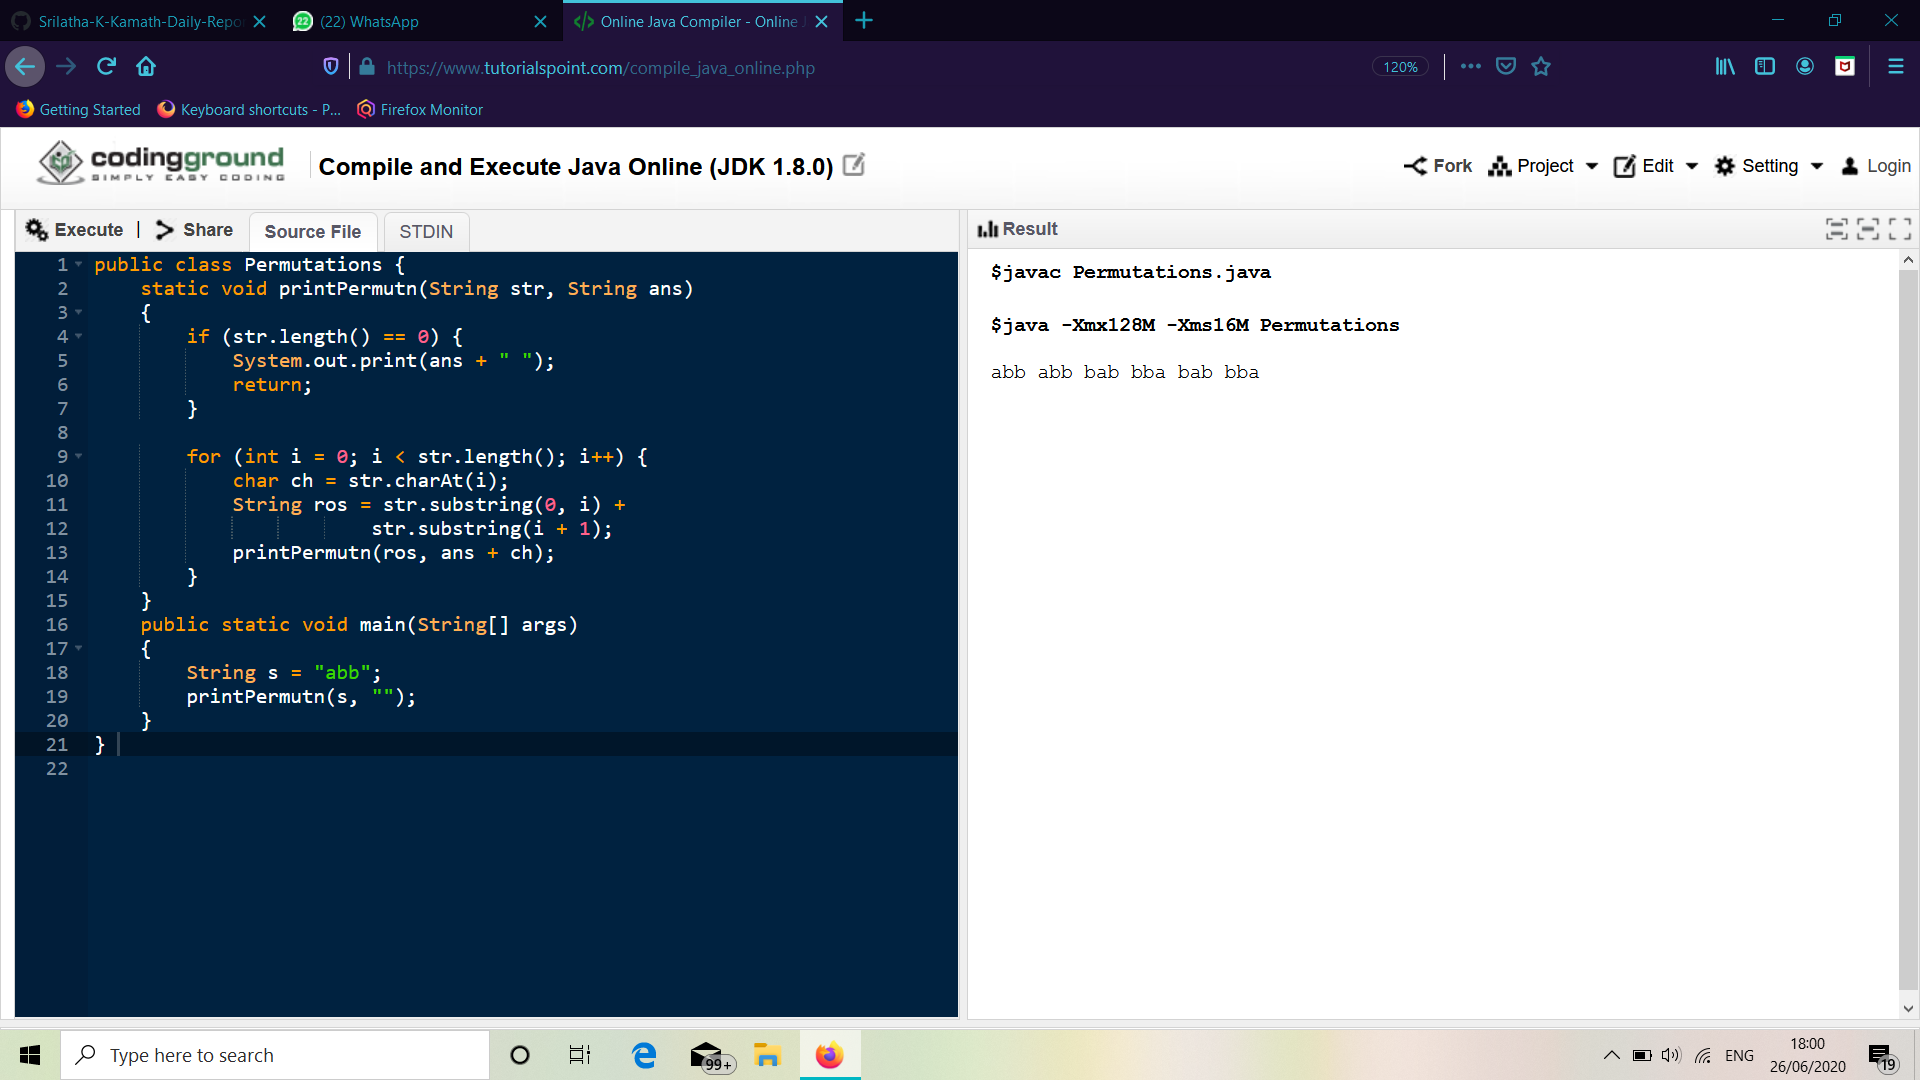 Srilatha-K-Kamath-Daily-Repo
(22) WhatsApp
Online Java Compiler - Online J
https://www.tutorialspoint.com/compile_java_online.php
120%
Getting Started
Keyboard shortcuts - P...
Firefox Monitor
codingground
SIMPLY EASY CODING
Compile and Execute Java Online (JDK 1.8.0)
Fork
Project
Edit
Setting
Login
Execute | Share
Source File
STDIN
Result
1 public class Permutations {
2 static void printPermutn(String str, String ans)
3 {
4 if (str.length() == 0) {
5 System.out.print(ans + " ");
6 return;
7 }
8
9 for (int i = 0; i < str.length(); i++) {
10 char ch = str.charAt(i);
11 String ros = str.substring(0, i) +
12 str.substring(i + 1);
13 printPermutn(ros, ans + ch);
14 }
15 }
16 public static void main(String[] args)
17 {
18 String s = "abb";
19 printPermutn(s, "");
20 }
21 }
22
$javac Permutations.java
$java -Xmx128M -Xms16M Permutations
abb abb bab bba bab bba
Type here to search
99+
ENG
18:00
26/06/2020
19